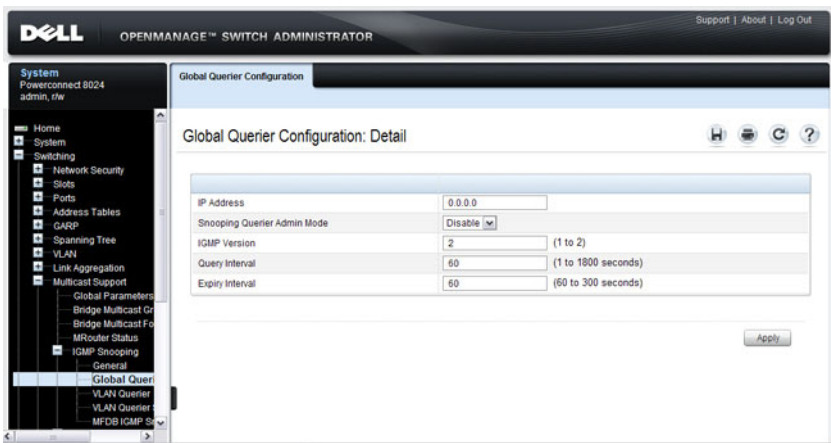 Support | About | Log Out
DELL
OPENMANAGE™ SWITCH ADMINISTRATOR
System
Powerconnect 8024
admin, r/w
Global Querier Configuration
Home
System
Switching
Network Security
Slots
Ports
Address Tables
GARP
Spanning Tree
VLAN
Link Aggregation
Multicast Support
Global Parameters
Bridge Multicast Gr
Bridge Multicast Fo
MRouter Status
IGMP Snooping
General
Global Queri
VLAN Querier
VLAN Querier S
MFDB IGMP Sn
Global Querier Configuration: Detail
IP Address 0.0.0.0
Snooping Querier Admin Mode Disable
IGMP Version 2 (1 to 2)
Query Interval 60 (1 to 1800 seconds)
Expiry Interval 60 (60 to 300 seconds)
Apply